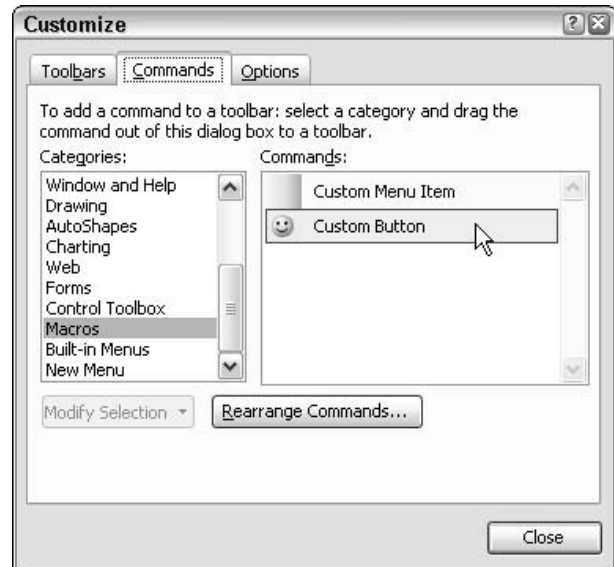 Customize
Toolbars Commands Options
To add a command to a toolbar: select a category and drag the
command out of this dialog box to a toolbar.
Categories: Commands:
Window and Help
Drawing
AutoShapes
Charting
Web
Forms
Control Toolbox
Macros
Built-in Menus
New Menu
Custom Menu Item
Custom Button
Modify Selection
Rearrange Commands...
Close